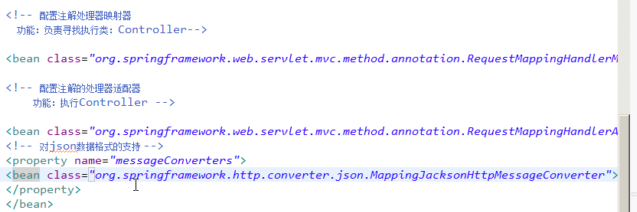 <!-- 配置注解处理器映射器
功能：负责寻找执行类：Controller-->
<bean class="org.springframework.web.servlet.mvc.method.annotation.RequestMappingHandlerM
<!-- 配置注解的处理器适配器
功能：执行Controller -->
<bean class="org.springframework.web.servlet.mvc.method.annotation.RequestMappingHandlerA
<!-- 对json数据格式的支持 -->
<property name="messageConverters">
<bean class="org.springframework.http.converter.json.MappingJacksonHttpMessageConverter">
</property>
</bean>